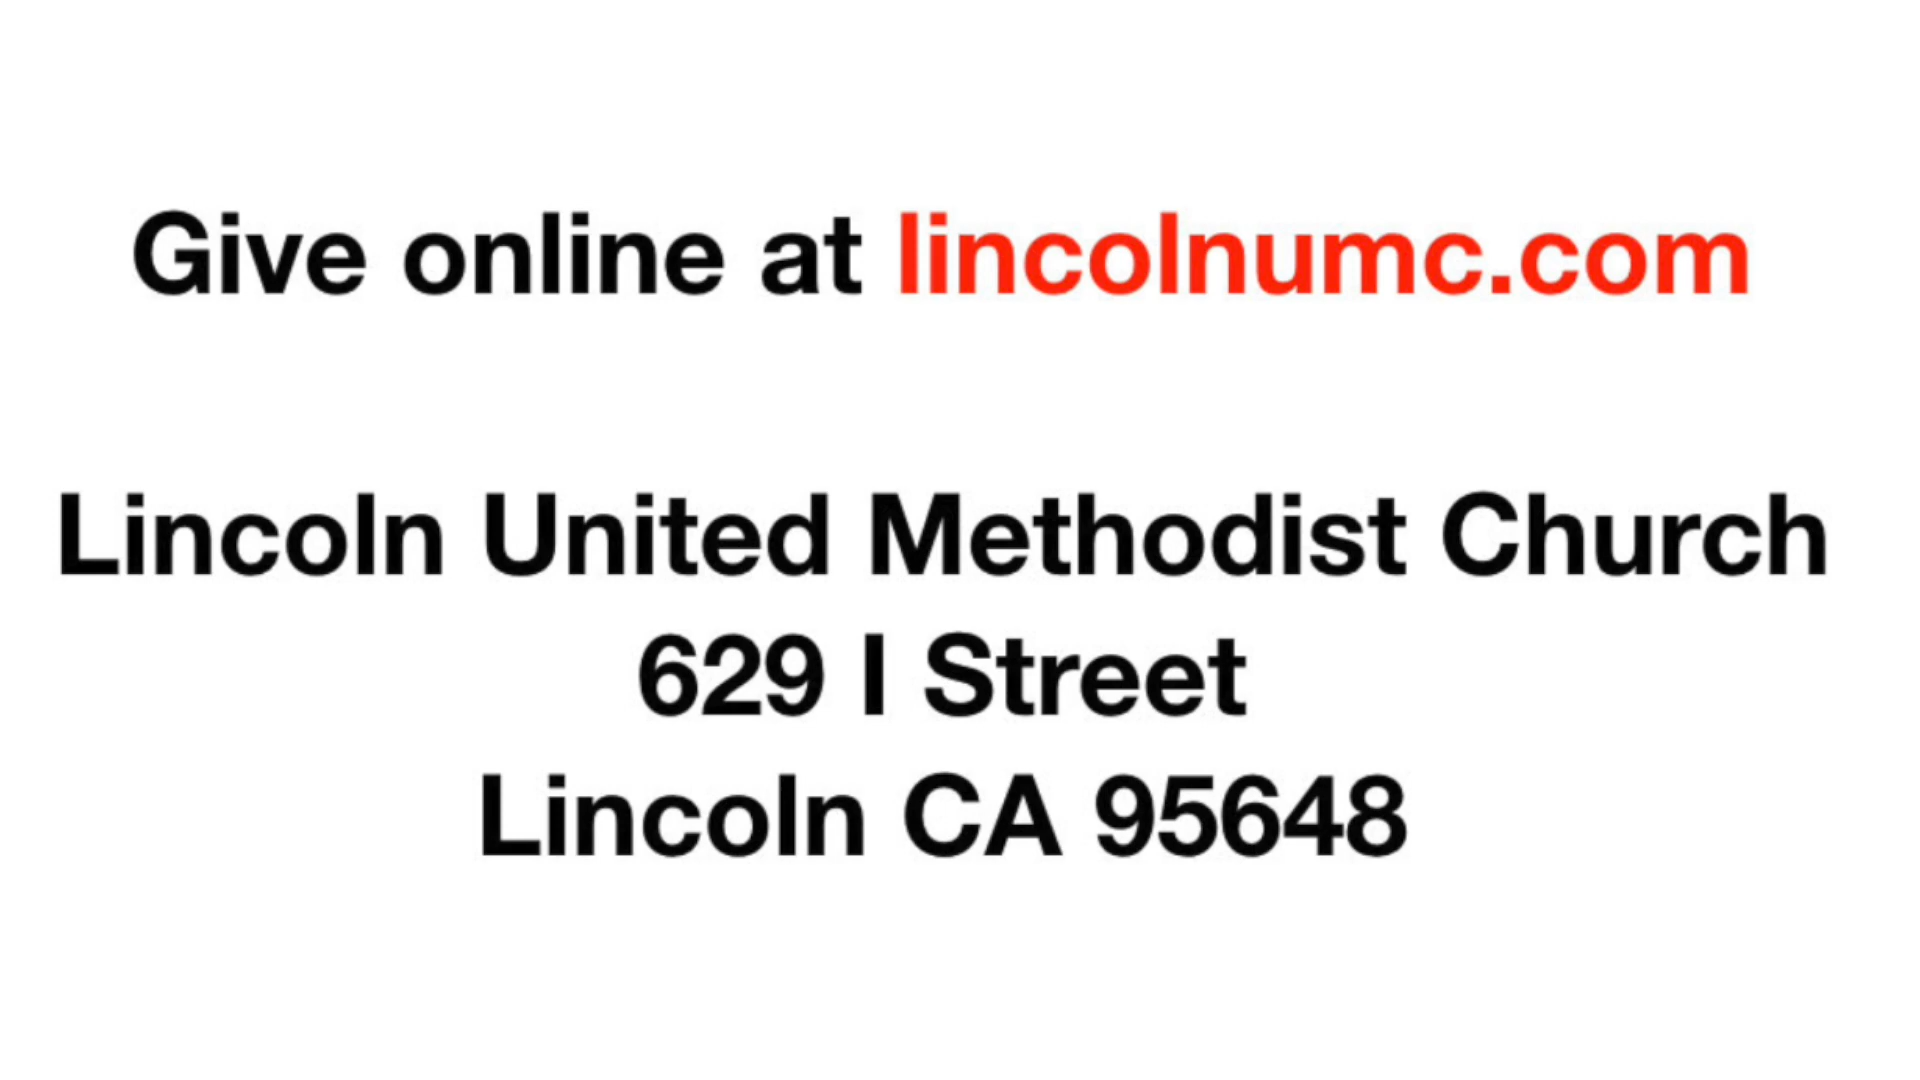 Give online at lincolnumc.com
Lincoln United Methodist Church
629 I Street
Lincoln CA 95648